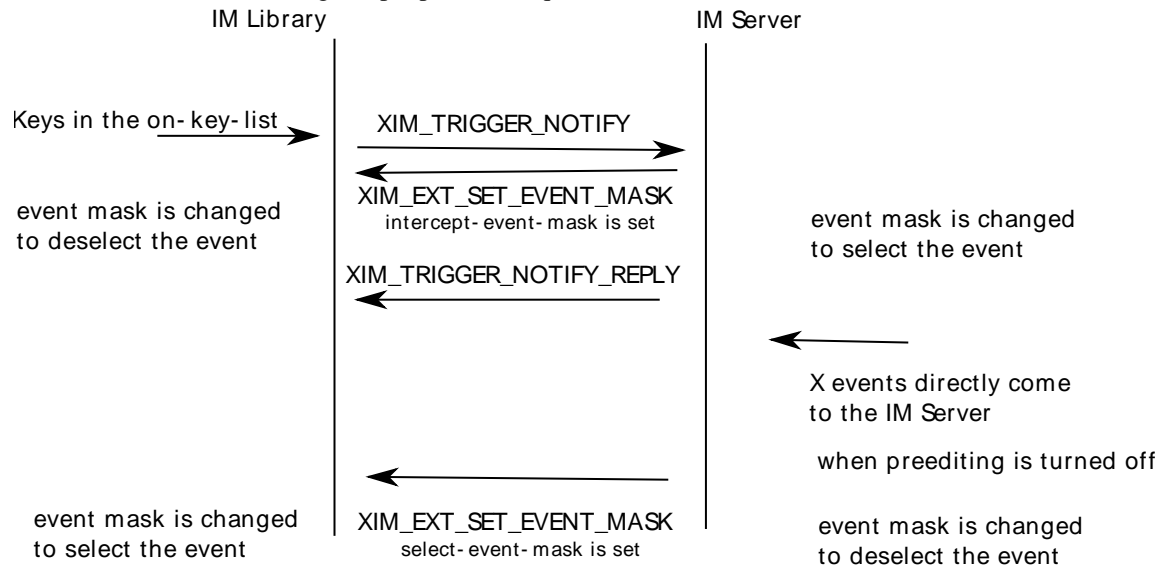 IM Library
IM Server
Keys in the on-key-list
XIM_TRIGGER_NOTIFY
XIM_EXT_SET_EVENT_MASK
intercept-event-mask is set
event mask is changed
to deselect the event
event mask is changed
to select the event
XIM_TRIGGER_NOTIFY_REPLY
X events directly come
to the IM Server
when preediting is turned off
event mask is changed
to select the event
XIM_EXT_SET_EVENT_MASK
select-event-mask is set
event mask is changed
to deselect the event